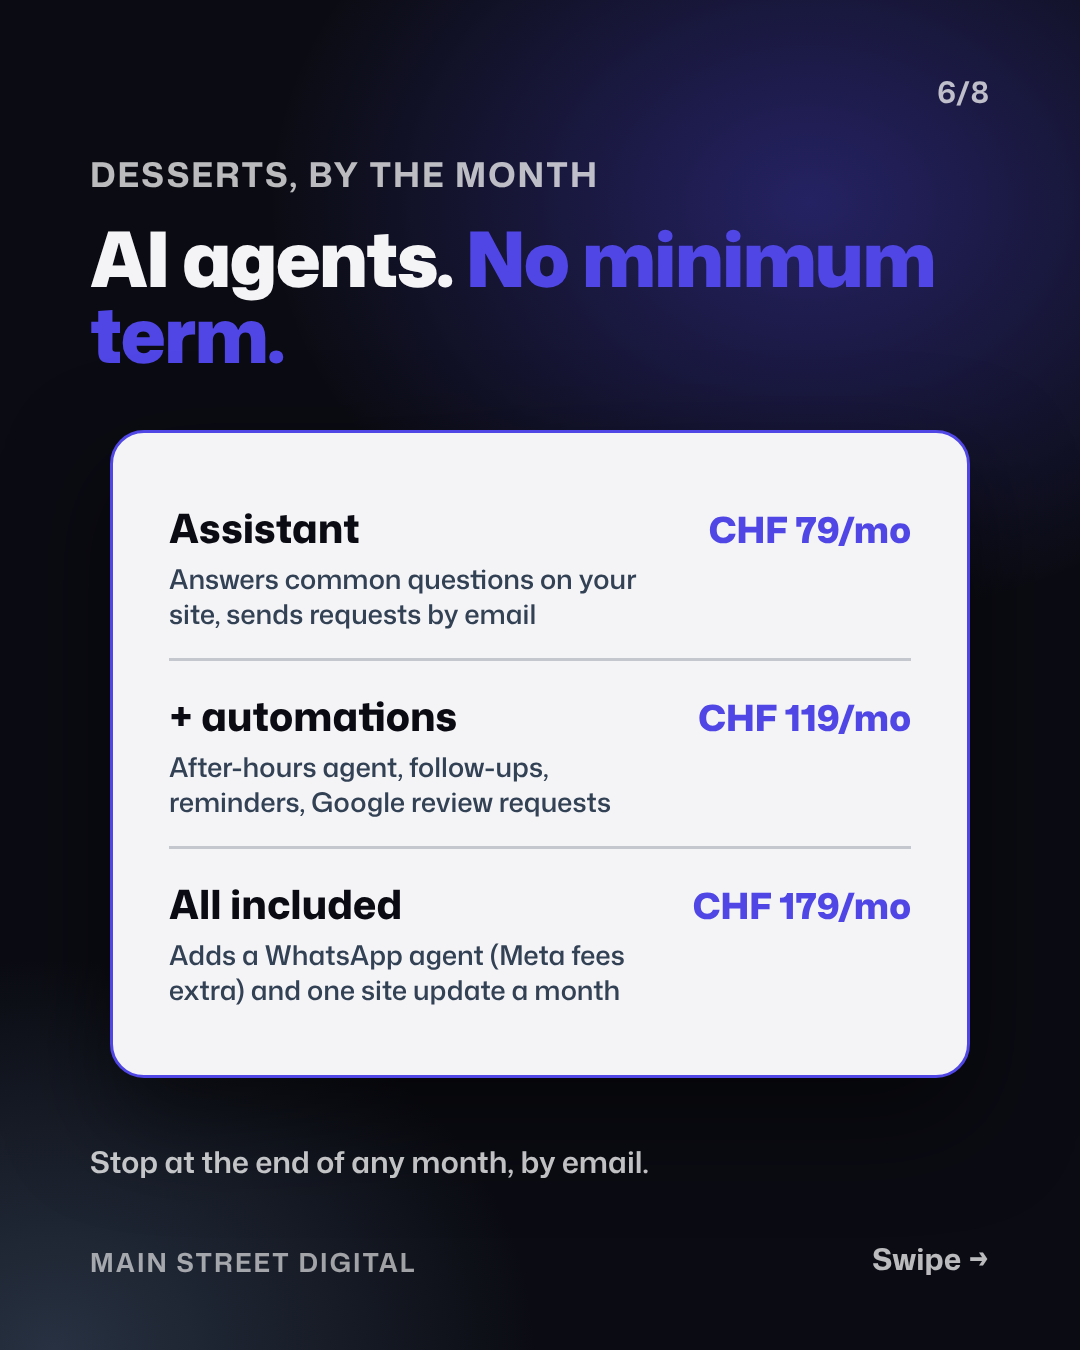 6/8
DESSERTS, BY THE MONTH
AI agents. No minimum
term.
Assistant
CHF 79/mo
Answers common questions on your
site, sends requests by email
+ automations
CHF 119/mo
After-hours agent, follow-ups,
reminders, Google review requests
All included
CHF 179/mo
Adds a WhatsApp agent (Meta fees
extra) and one site update a month
Stop at the end of any month, by email.
MAIN STREET DIGITAL
Swipe →